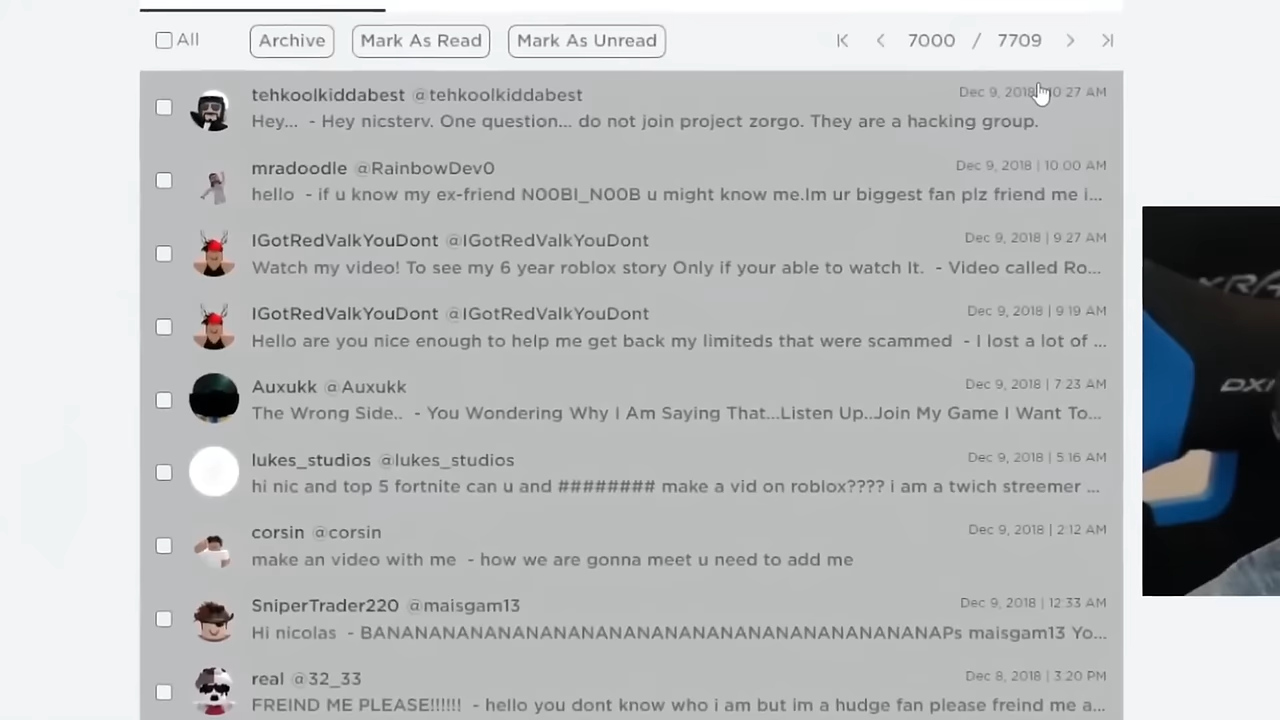 All Archive Mark As Read Mark As Unread 7000 / 7709
tehkoolkiddabest @tehkoolkiddabest Dec 9, 2018 10:27 AM
Hey... - Hey nicsterv. One question... do not join project zorgo. They are a hacking group.
mradoodle @RainbowDev0 Dec 9, 2018 | 10:00 AM
hello - if u know my ex-friend N00BI_N00B u might know me.Im ur biggest fan plz friend me i...
IGotRedValkYouDont @IGotRedValkYouDont Dec 9, 2018 | 9:27 AM
Watch my video! To see my 6 year roblox story Only if your able to watch It. - Video called Ro...
IGotRedValkYouDont @IGotRedValkYouDont Dec 9, 2018 | 9:19 AM
Hello are you nice enough to help me get back my limiteds that were scammed - I lost a lot of ...
Auxukk @Auxukk Dec 9, 2018 | 7:23 AM
The Wrong Side.. - You Wondering Why I Am Saying That...Listen Up..Join My Game I Want To...
lukes_studios @lukes_studios Dec 9, 2018 | 5:16 AM
hi nic and top 5 fortnite can u and ######## make a vid on roblox???? i am a twich streemer ...
corsin @corsin Dec 9, 2018 | 2:12 AM
make an video with me - how we are gonna meet u need to add me
SniperTrader220 @maisgam13 Dec 9, 2018 | 12:33 AM
Hi nicolas - BANANANANANANANANANANANANANANANANANANANANAPs maisgam13 Yo...
real @32_33 Dec 8, 2018 | 3:20 PM
FREIND ME PLEASE!!!!!! - hello you dont know who i am but im a hudge fan please freind me a...
DXR